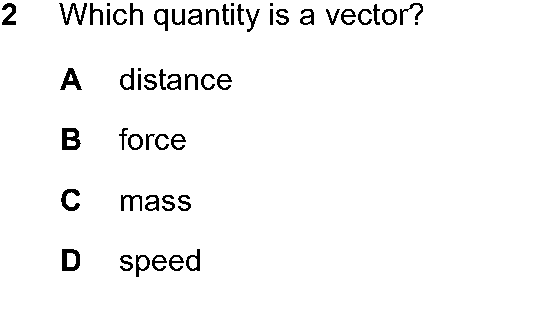 2 Which quantity is a vector?
A distance
B force
C mass
D speed